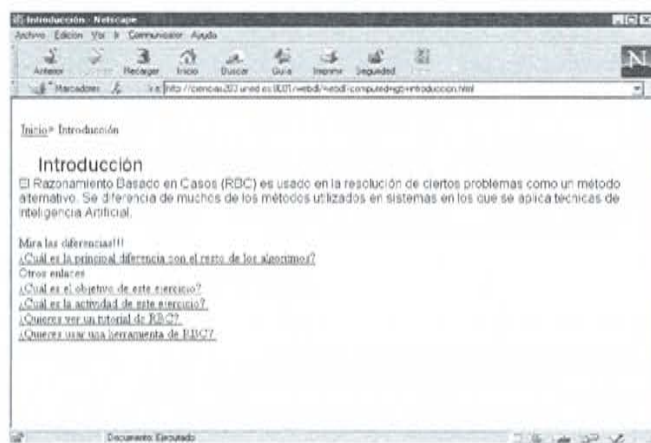 Introducción - Netscape
Archivo Edición Ver Ir Communicator Ayuda
Anterior Recargar Inicio Buscar Guía Imprimir Seguridad
Marcadores
Inicio> Introducción
Introducción
El Razonamiento Basado en Casos (RBC) es usado en la resolución de ciertos problemas como un método
alternativo. Se diferencia de muchos de los métodos utilizados en sistemas en los que se aplica técnicas de
Inteligencia Artificial.
Mira las diferencias!!!
¿Cuál es la principal diferencia con el resto de los algoritmos?
Otros enlaces
¿Cuál es el objetivo de este ejercicio?
¿Cuál es la actividad de este ejercicio?
¿Quieres ver un tutorial de RBC?
¿Quieres usar una herramienta de RBC?
Documento: Ejecutado